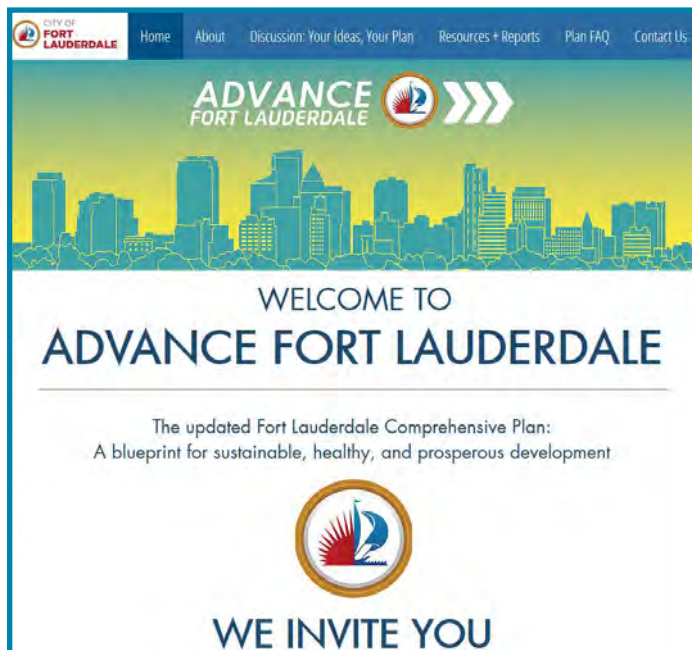 CITY OF
FORT
LAUDERDALE
Home About Discussion: Your Ideas, Your Plan Resources + Reports Plan FAQ Contact Us
ADVANCE
FORT LAUDERDALE
WELCOME TO
ADVANCE FORT LAUDERDALE
The updated Fort Lauderdale Comprehensive Plan:
A blueprint for sustainable, healthy, and prosperous development
WE INVITE YOU